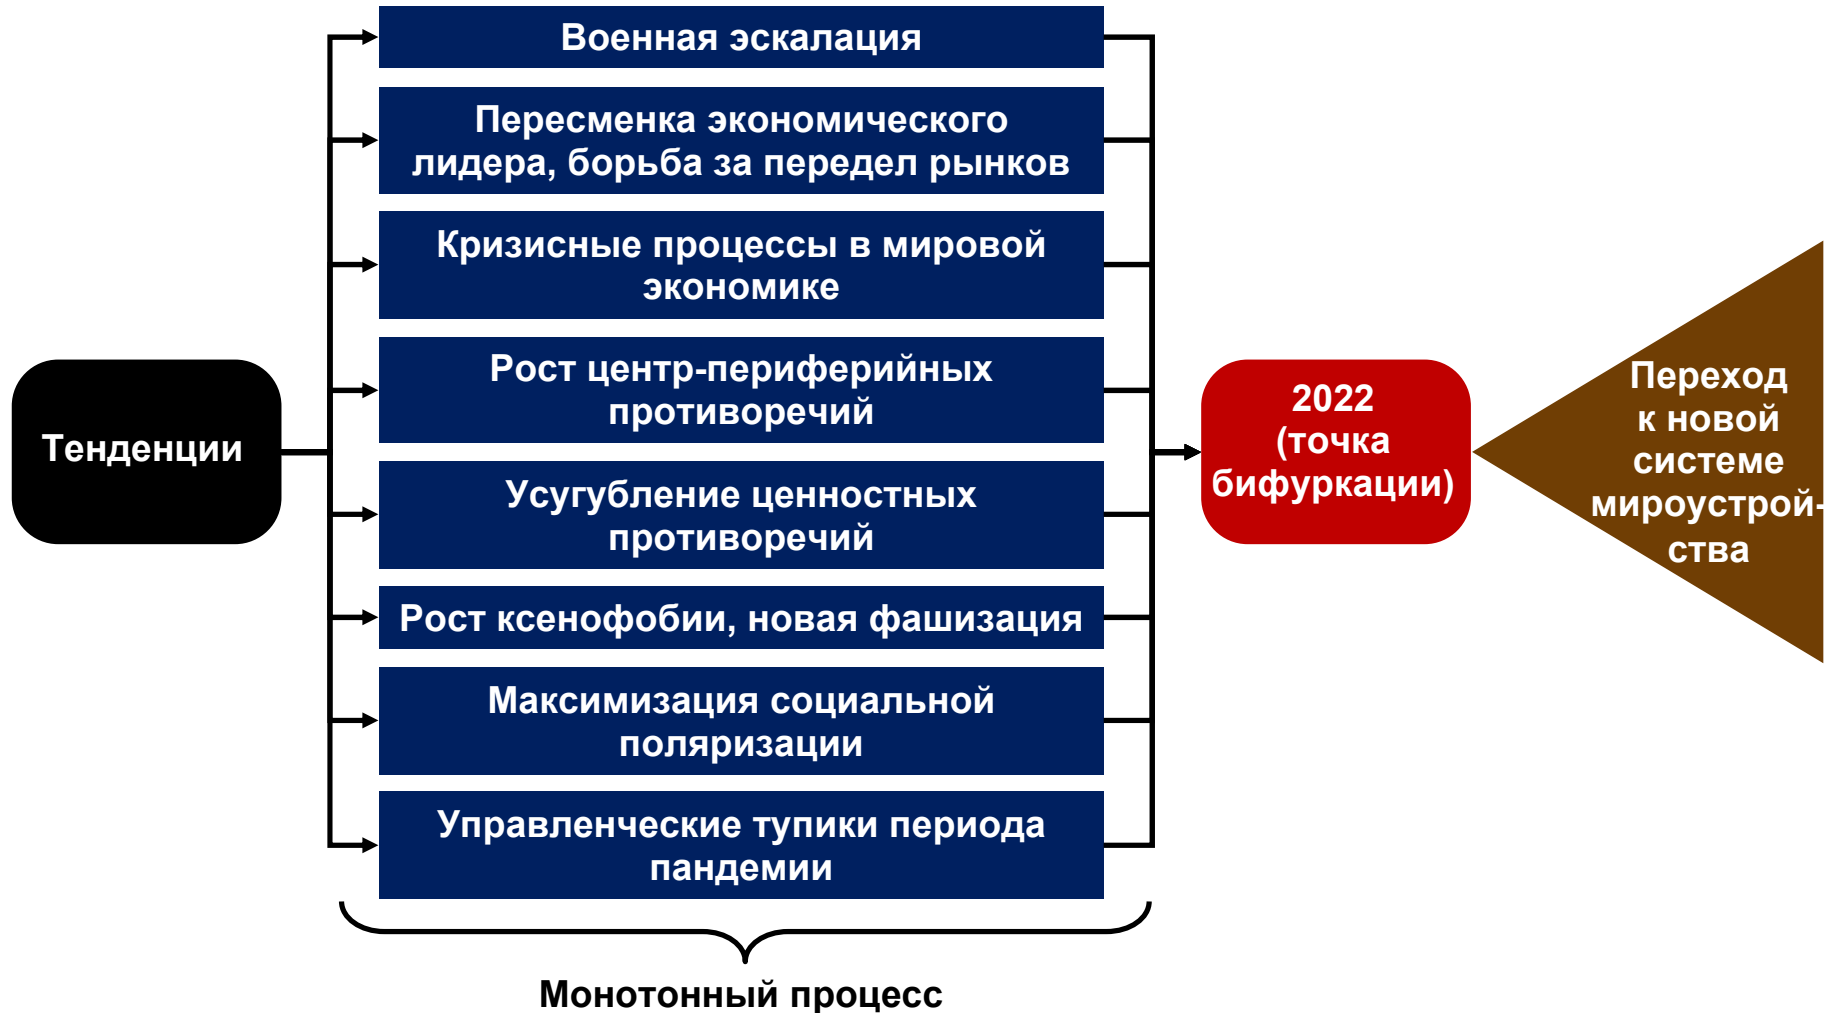 Военная эскалация
Пересменка экономического
лидера, борьба за передел рынков
Кризисные процессы в мировой
экономике
Рост центр-периферийных
противоречий
Усугубление ценностных
противоречий
Рост ксенофобии, новая фашизация
Максимизация социальной
поляризации
Управленческие тупики периода
пандемии
Тенденции
2022
(точка
бифуркации)
Переход
к новой
системе
мироустрой-
ства
Монотонный процесс